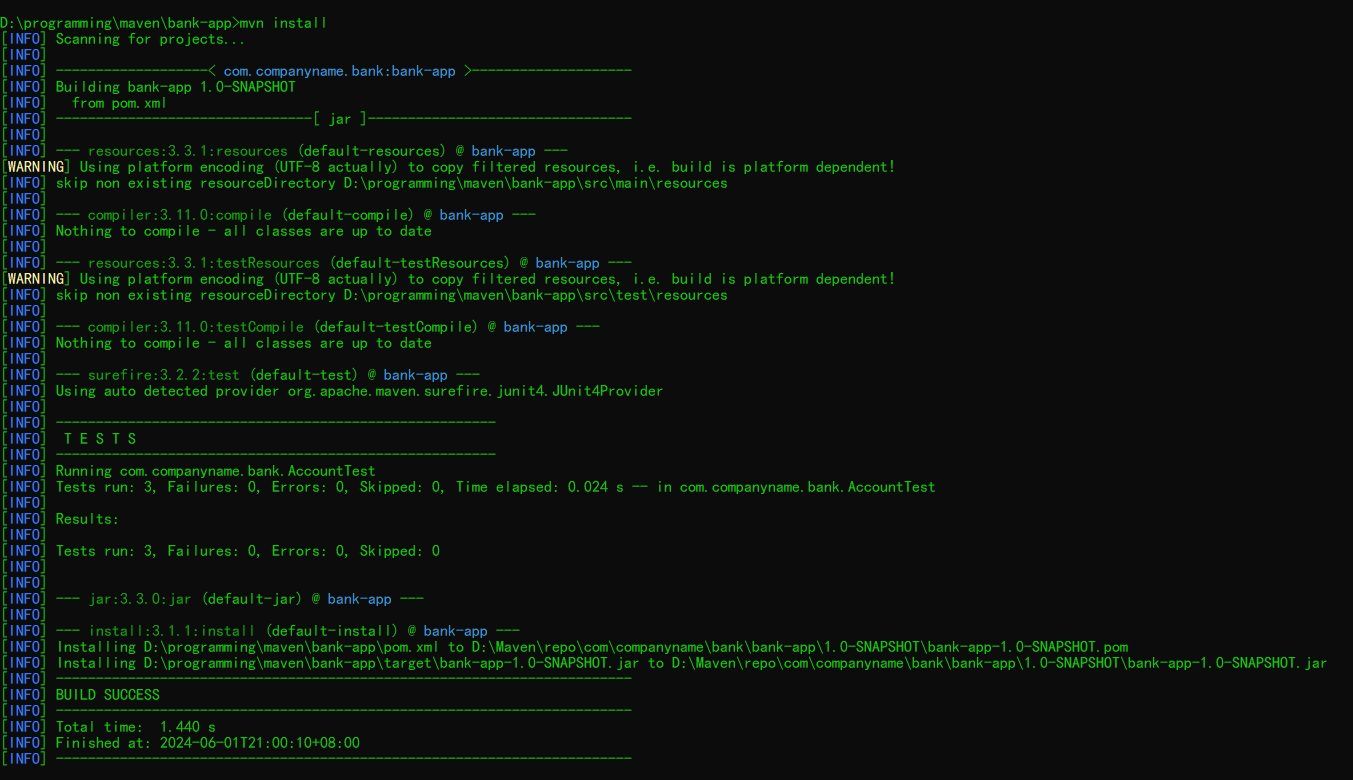 D:\programming\maven\bank-app>mvn install
[INFO] Scanning for projects...
[INFO]
[INFO] -------------------< com.companyname.bank:bank-app >--------------------
[INFO] Building bank-app 1.0-SNAPSHOT
[INFO]   from pom.xml
[INFO] --------------------------------[ jar ]---------------------------------
[INFO]
[INFO] --- resources:3.3.1:resources (default-resources) @ bank-app ---
[WARNING] Using platform encoding (UTF-8 actually) to copy filtered resources, i.e. build is platform dependent!
[INFO] skip non existing resourceDirectory D:\programming\maven\bank-app\src\main\resources
[INFO]
[INFO] --- compiler:3.11.0:compile (default-compile) @ bank-app ---
[INFO] Nothing to compile - all classes are up to date
[INFO]
[INFO] --- resources:3.3.1:testResources (default-testResources) @ bank-app ---
[WARNING] Using platform encoding (UTF-8 actually) to copy filtered resources, i.e. build is platform dependent!
[INFO] skip non existing resourceDirectory D:\programming\maven\bank-app\src\test\resources
[INFO]
[INFO] --- compiler:3.11.0:testCompile (default-testCompile) @ bank-app ---
[INFO] Nothing to compile - all classes are up to date
[INFO]
[INFO] --- surefire:3.2.2:test (default-test) @ bank-app ---
[INFO] Using auto detected provider org.apache.maven.surefire.junit4.JUnit4Provider
[INFO]
[INFO] -------------------------------------------------------
[INFO]  T E S T S
[INFO] -------------------------------------------------------
[INFO] Running com.companyname.bank.AccountTest
[INFO] Tests run: 3, Failures: 0, Errors: 0, Skipped: 0, Time elapsed: 0.024 s -- in com.companyname.bank.AccountTest
[INFO]
[INFO] Results:
[INFO]
[INFO] Tests run: 3, Failures: 0, Errors: 0, Skipped: 0
[INFO]
[INFO]
[INFO] --- jar:3.3.0:jar (default-jar) @ bank-app ---
[INFO]
[INFO] --- install:3.1.1:install (default-install) @ bank-app ---
[INFO] Installing D:\programming\maven\bank-app\pom.xml to D:\Maven\repo\com\companyname\bank\bank-app\1.0-SNAPSHOT\bank-app-1.0-SNAPSHOT.pom
[INFO] Installing D:\programming\maven\bank-app\target\bank-app-1.0-SNAPSHOT.jar to D:\Maven\repo\com\companyname\bank\bank-app\1.0-SNAPSHOT\bank-app-1.0-SNAPSHOT.jar
[INFO] ------------------------------------------------------------------------
[INFO] BUILD SUCCESS
[INFO] ------------------------------------------------------------------------
[INFO] Total time:  1.440 s
[INFO] Finished at: 2024-06-01T21:00:10+08:00
[INFO] ------------------------------------------------------------------------